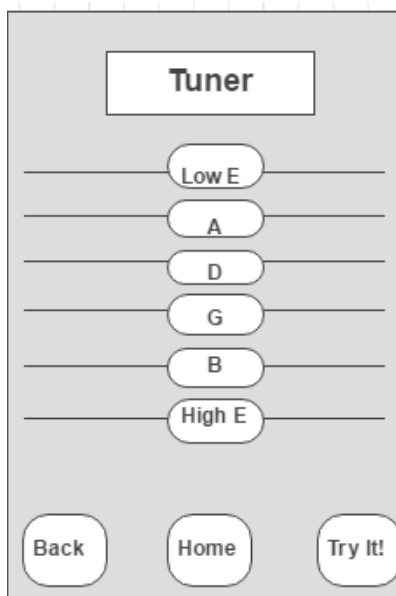 Tuner
Low E
A
D
G
B
High E
Back
Home
Try It!